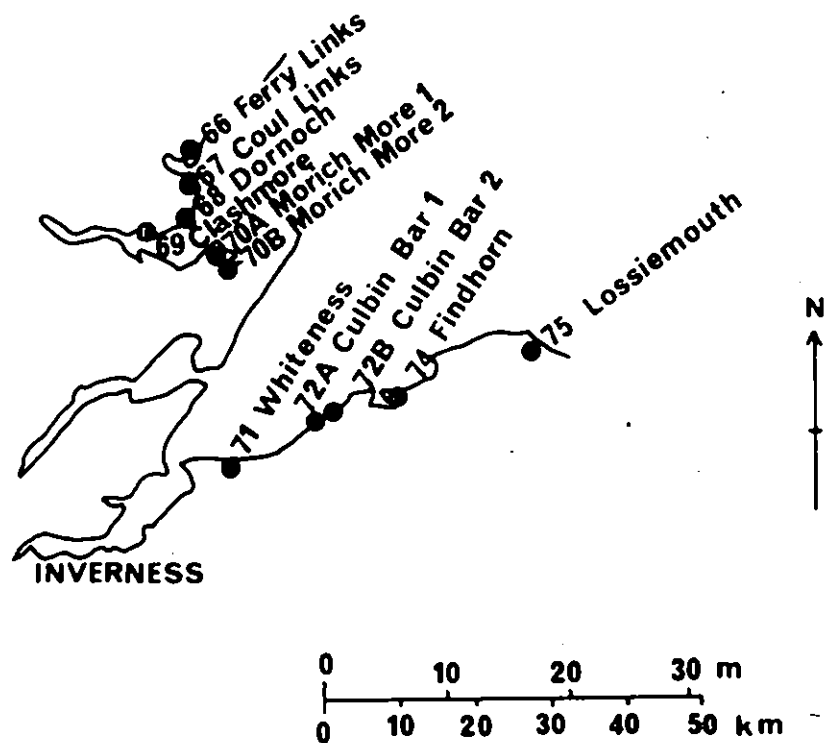 66 Ferry Links
67 Coul Links
68 Dornoch
69 Clashmore
70A Morich More 1
70B Morich More 2
71 Whiteness
72A Culbin Bar 1
72B Culbin Bar 2
74 Findhorn
75 Lossiemouth
N
INVERNESS
0 10 20 30 m
0 10 20 30 40 50 km